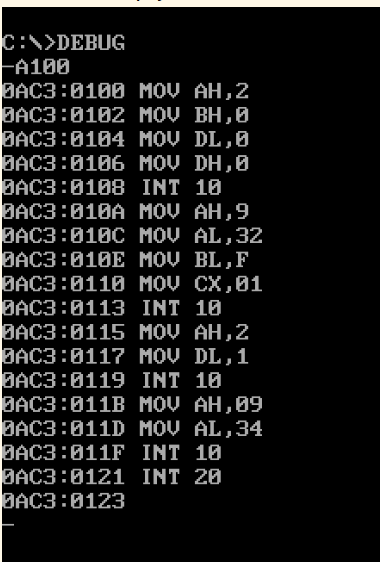 C:\>DEBUG
-A100
0AC3:0100 MOV AH,2
0AC3:0102 MOV BH,0
0AC3:0104 MOV DL,0
0AC3:0106 MOV DH,0
0AC3:0108 INT 10
0AC3:010A MOV AH,9
0AC3:010C MOV AL,32
0AC3:010E MOV BL,F
0AC3:0110 MOV CX,01
0AC3:0113 INT 10
0AC3:0115 MOV AH,2
0AC3:0117 MOV DL,1
0AC3:0119 INT 10
0AC3:011B MOV AH,09
0AC3:011D MOV AL,34
0AC3:011F INT 10
0AC3:0121 INT 20
0AC3:0123
-